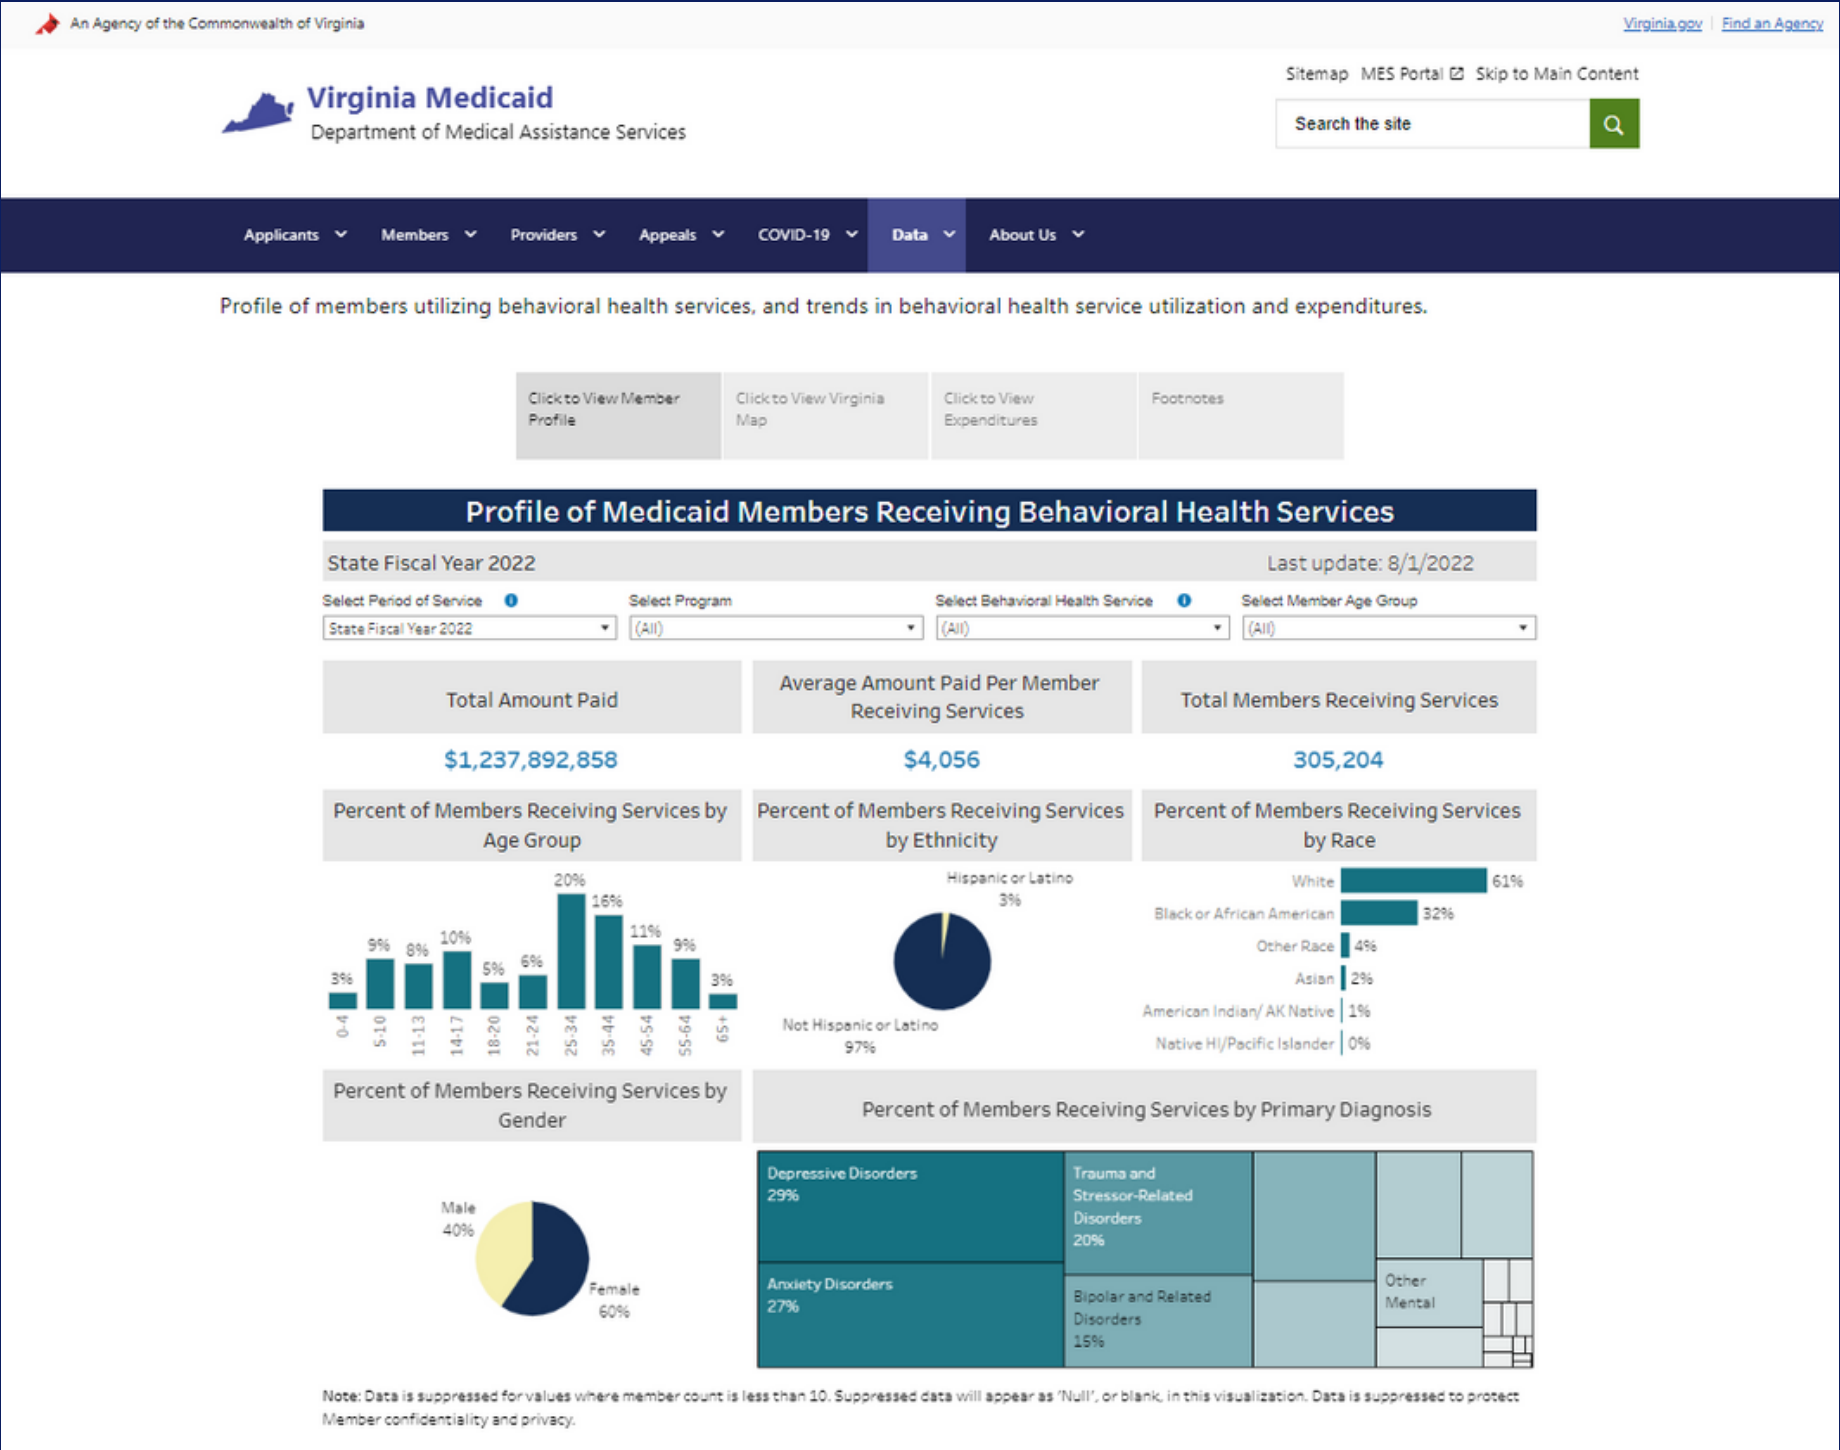 An Agency of the Commonwealth of Virginia
Virginia.gov | Find an Agency
Sitemap MES Portal Skip to Main Content
Virginia Medicaid
Department of Medical Assistance Services
Search the site
Applicants Members Providers Appeals COVID-19 Data About Us
Profile of members utilizing behavioral health services, and trends in behavioral health service utilization and expenditures.
Click to View Member
Profile
Click to View Virginia
Map
Click to View
Expenditures
Footnotes
Profile of Medicaid Members Receiving Behavioral Health Services
State Fiscal Year 2022
Last update: 8/1/2022
Select Period of Service
Select Program
Select Behavioral Health Service
Select Member Age Group
State Fiscal Year 2022
(All)
(All)
(All)
Total Amount Paid
Average Amount Paid Per Member
Receiving Services
Total Members Receiving Services
$1,237,892,858
$4,056
305,204
Percent of Members Receiving Services by
Age Group
3%
9%
8%
10%
5%
6%
20%
16%
11%
9%
3%
0-4
5-10
11-13
14-17
18-20
21-24
25-34
35-44
45-54
55-64
65+
Percent of Members Receiving Services
by Ethnicity
Hispanic or Latino
3%
Not Hispanic or Latino
97%
Percent of Members Receiving Services
by Race
White 61%
Black or African American 32%
Other Race 4%
Asian 2%
American Indian/ AK Native 1%
Native HI/Pacific Islander 0%
Percent of Members Receiving Services by
Gender
Male
40%
Female
60%
Percent of Members Receiving Services by Primary Diagnosis
Depressive Disorders
29%
Anxiety Disorders
27%
Trauma and
Stressor-Related
Disorders
20%
Bipolar and Related
Disorders
15%
Other
Mental
Note: Data is suppressed for values where member count is less than 10. Suppressed data will appear as 'Null', or blank, in this visualization. Data is suppressed to protect
Member confidentiality and privacy.